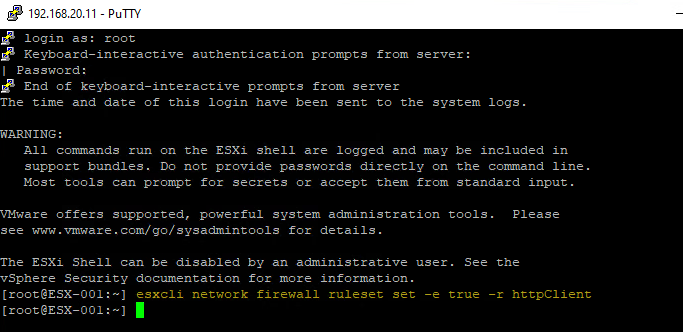 192.168.20.11 - PuTTY
login as: root
Keyboard-interactive authentication prompts from server:
| Password:
End of keyboard-interactive prompts from server
The time and date of this login have been sent to the system logs.
WARNING:
All commands run on the ESXi shell are logged and may be included in
support bundles. Do not provide passwords directly on the command line.
Most tools can prompt for secrets or accept them from standard input.
VMware offers supported, powerful system administration tools.  Please
see www.vmware.com/go/sysadmintools for details.
The ESXi Shell can be disabled by an administrative user. See the
vSphere Security documentation for more information.
[root@ESX-001:~] esxcli network firewall ruleset set -e true -r httpClient
[root@ESX-001:~]